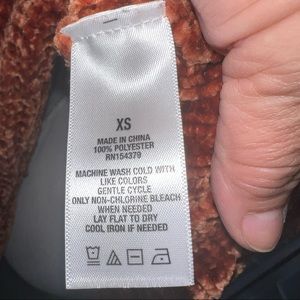 XS
MADE IN CHINA
100% POLYESTER
RN154379
MACHINE WASH COLD WITH
LIKE COLORS
GENTLE CYCLE
ONLY NON-CHLORINE BLEACH
WHEN NEEDED
LAY FLAT TO DRY
COOL IRON IF NEEDED